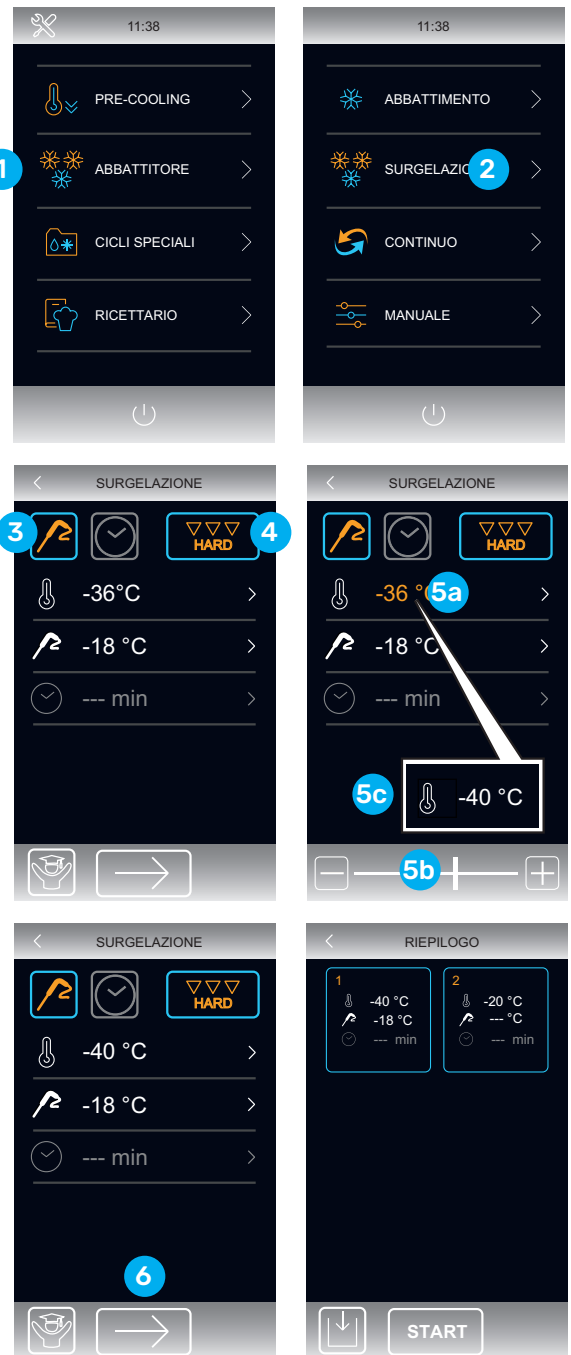 11:38
PRE-COOLING
1
ABBATTITORE
CICLI SPECIALI
RICETTARIO
11:38
ABBATTIMENTO
SURGELAZIO 2
CONTINUO
MANUALE
SURGELAZIONE
3
HARD
4
-36°C
-18 °C
--- min
SURGELAZIONE
HARD
-36 °
5a
-18 °C
--- min
5c
-40 °C
5b
SURGELAZIONE
HARD
-40 °C
-18 °C
--- min
6
RIEPILOGO
1
-40 °C
-18 °C
--- min
2
-20 °C
--- °C
--- min
START